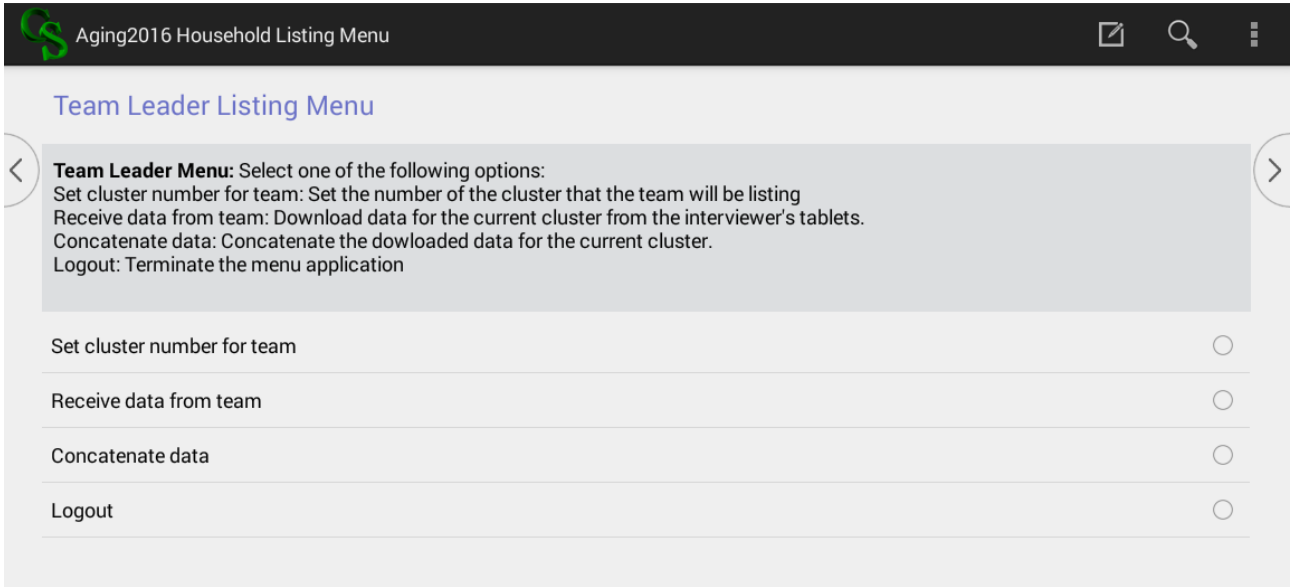 CS
Aging2016 Household Listing Menu
Team Leader Listing Menu
Team Leader Menu: Select one of the following options:
Set cluster number for team: Set the number of the cluster that the team will be listing
Receive data from team: Download data for the current cluster from the interviewer's tablets.
Concatenate data: Concatenate the dowloaded data for the current cluster.
Logout: Terminate the menu application
Set cluster number for team
Receive data from team
Concatenate data
Logout